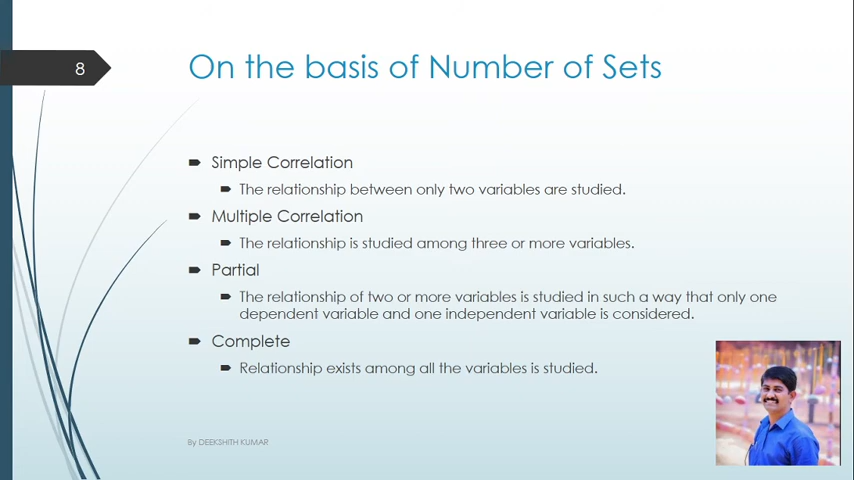 8
On the basis of Number of Sets
Simple Correlation
The relationship between only two variables are studied.
Multiple Correlation
The relationship is studied among three or more variables.
Partial
The relationship of two or more variables is studied in such a way that only one
dependent variable and one independent variable is considered.
Complete
Relationship exists among all the variables is studied.
By DEEKSHITH KUMAR